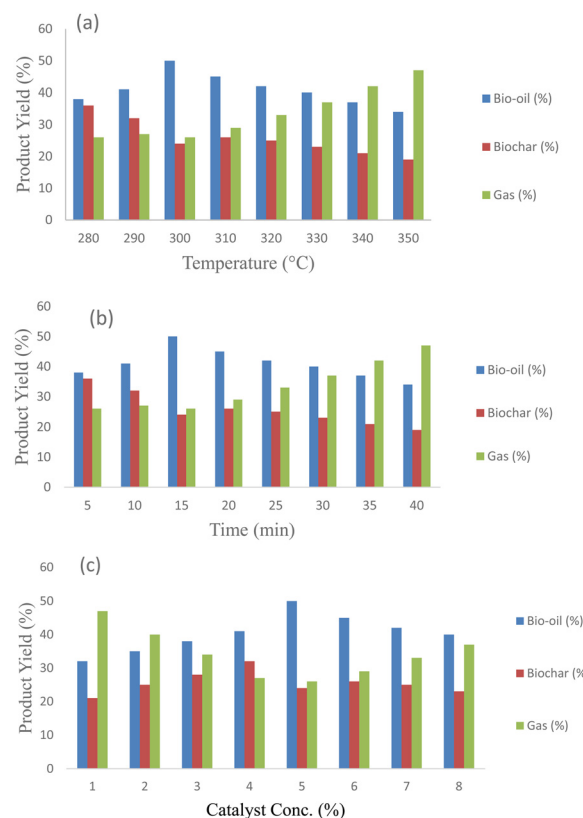 (a)
Product Yield (%)
60
50
40
30
20
10
0
280 290 300 310 320 330 340 350
Temperature (°C)
Bio-oil (%)
Biochar (%)
Gas (%)
(b)
Product Yield (%)
60
50
40
30
20
10
0
5 10 15 20 25 30 35 40
Time (min)
Bio-oil (%)
Biochar (%)
Gas (%)
(c)
Product Yield (%)
60
50
40
30
20
10
0
1 2 3 4 5 6 7 8
Catalyst Conc. (%)
Bio-oil (%)
Biochar (%
Gas (%)